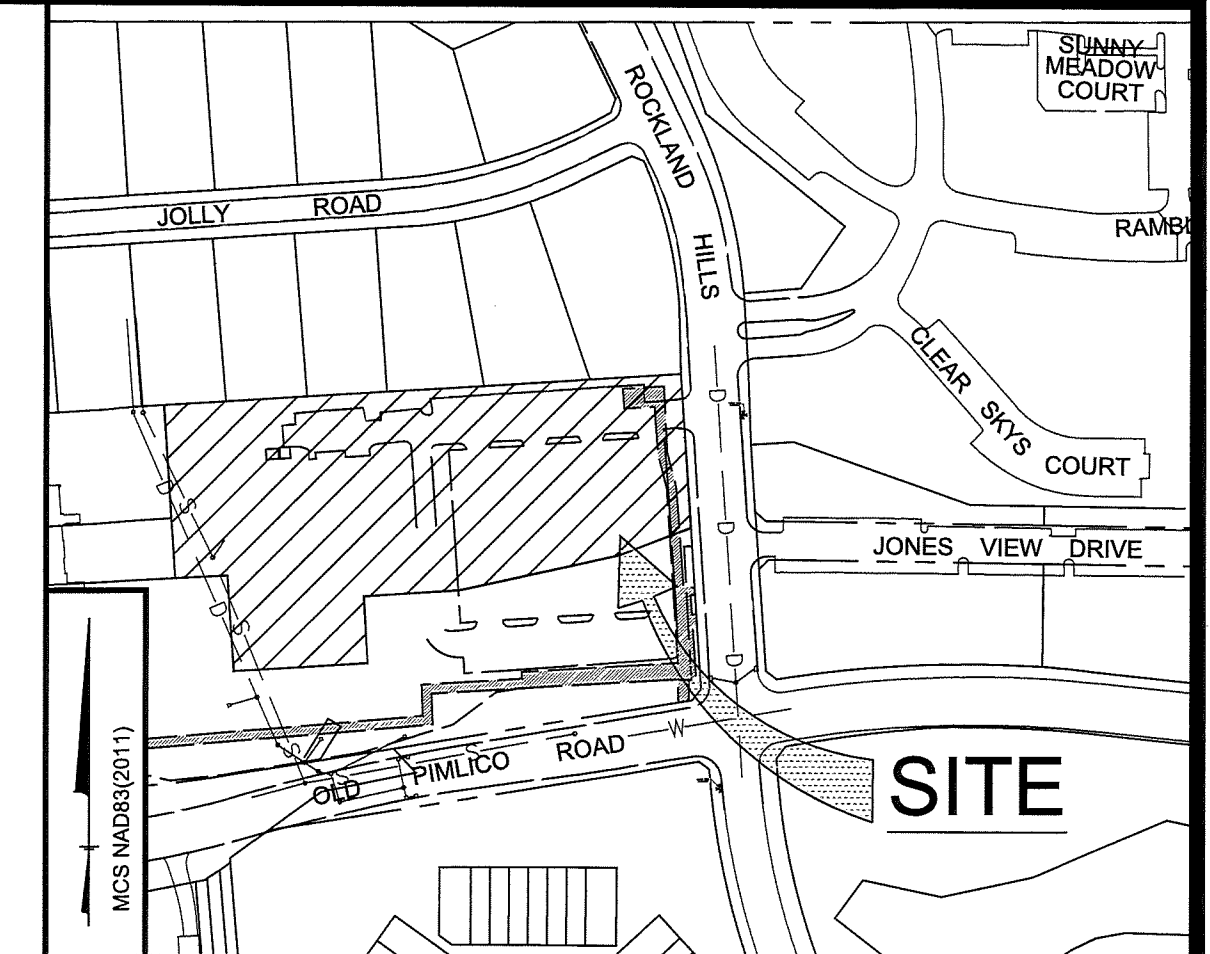 SUNNY
MEADOW
COURT
ROCKLAND HILLS
JOLLY ROAD
CLEAR SKYS COURT
JONES VIEW DRIVE
OLD PIMLICO ROAD
W
SITE
MCS NAD83(2011)
D
D
D
D
D
S
S
S
S
S